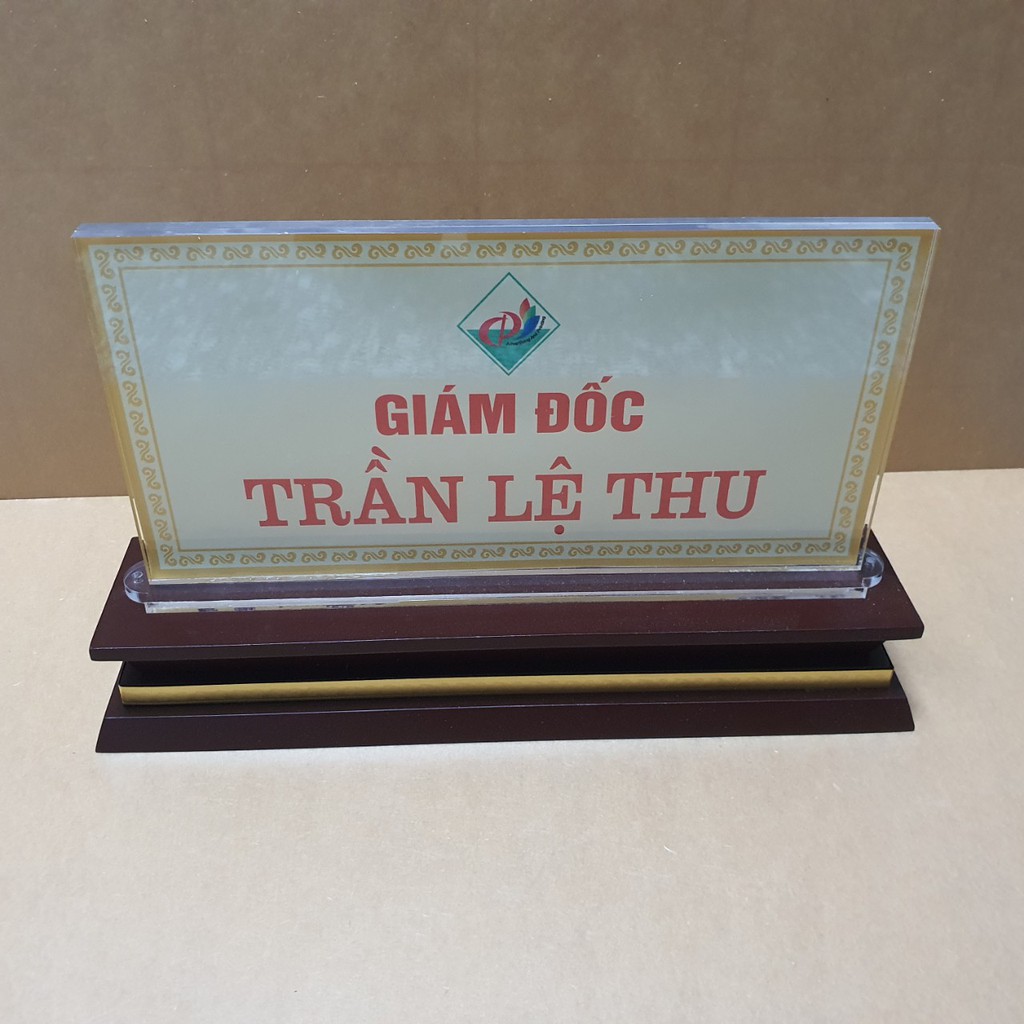 GIÁM ĐỐC
TRẦN LỆ THU